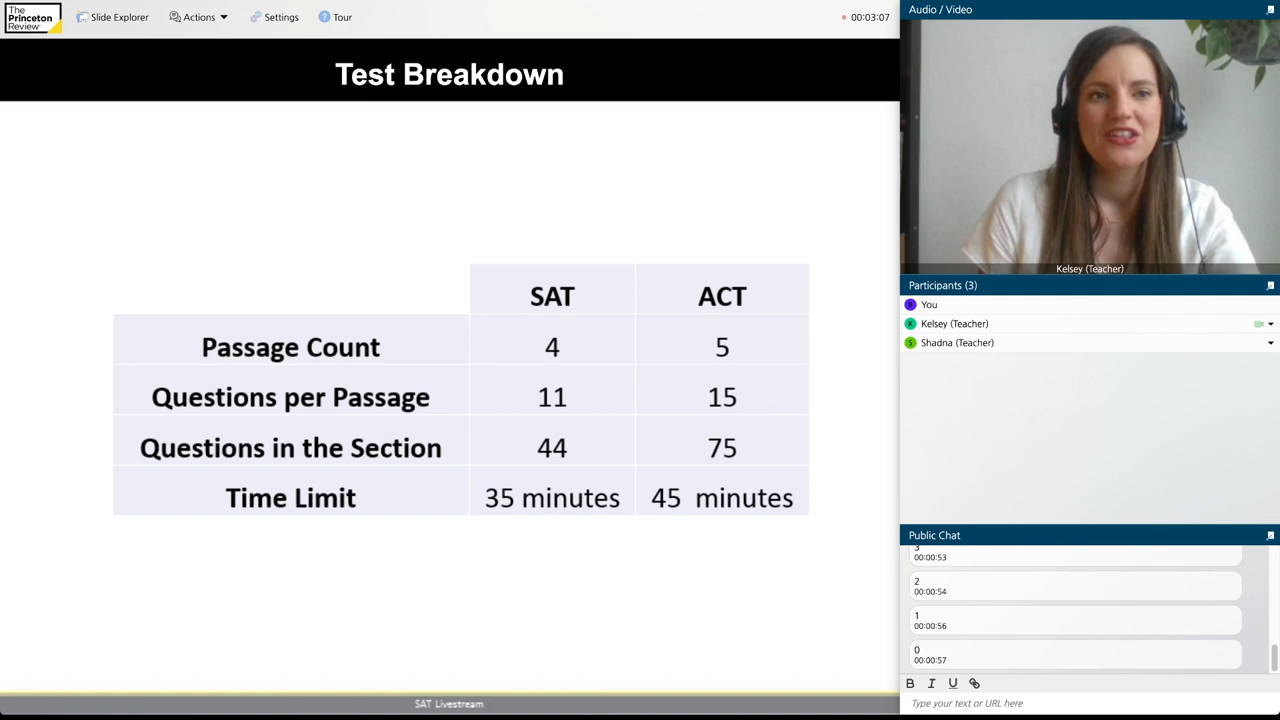 The
Princeton
Review
Slide Explorer
Actions
Settings
Tour
00:03:07
Test Breakdown
SAT ACT
Passage Count 4 5
Questions per Passage 11 15
Questions in the Section 44 75
Time Limit 35 minutes 45 minutes
SAT Livestream
Audio / Video
Kelsey (Teacher)
Participants (3)
B You
K Kelsey (Teacher)
S Shadna (Teacher)
Public Chat
3
00:00:53
2
00:00:54
1
00:00:56
0
00:00:57
B I U
Type your text or URL here